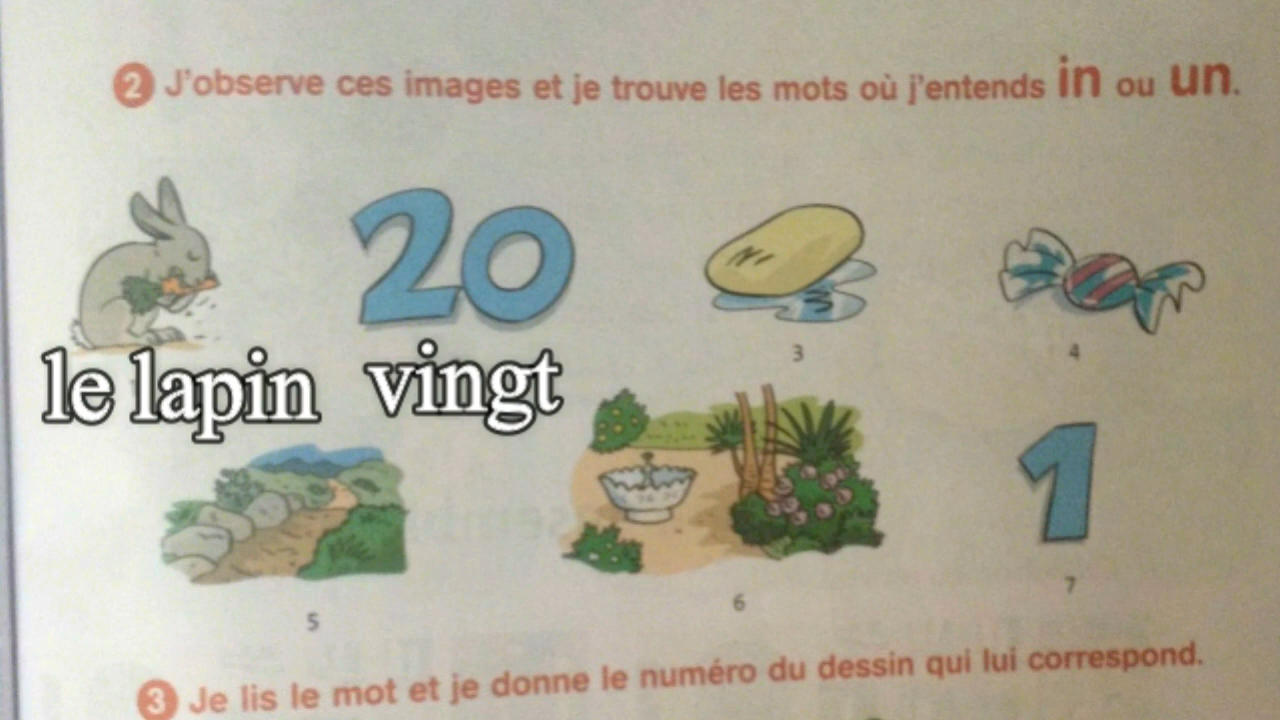 2 J'observe ces images et je trouve les mots où j'entends in ou un.
20
3
4
le lapin vingt
1
5
6
7
3 Je lis le mot et je donne le numéro du dessin qui lui correspond.